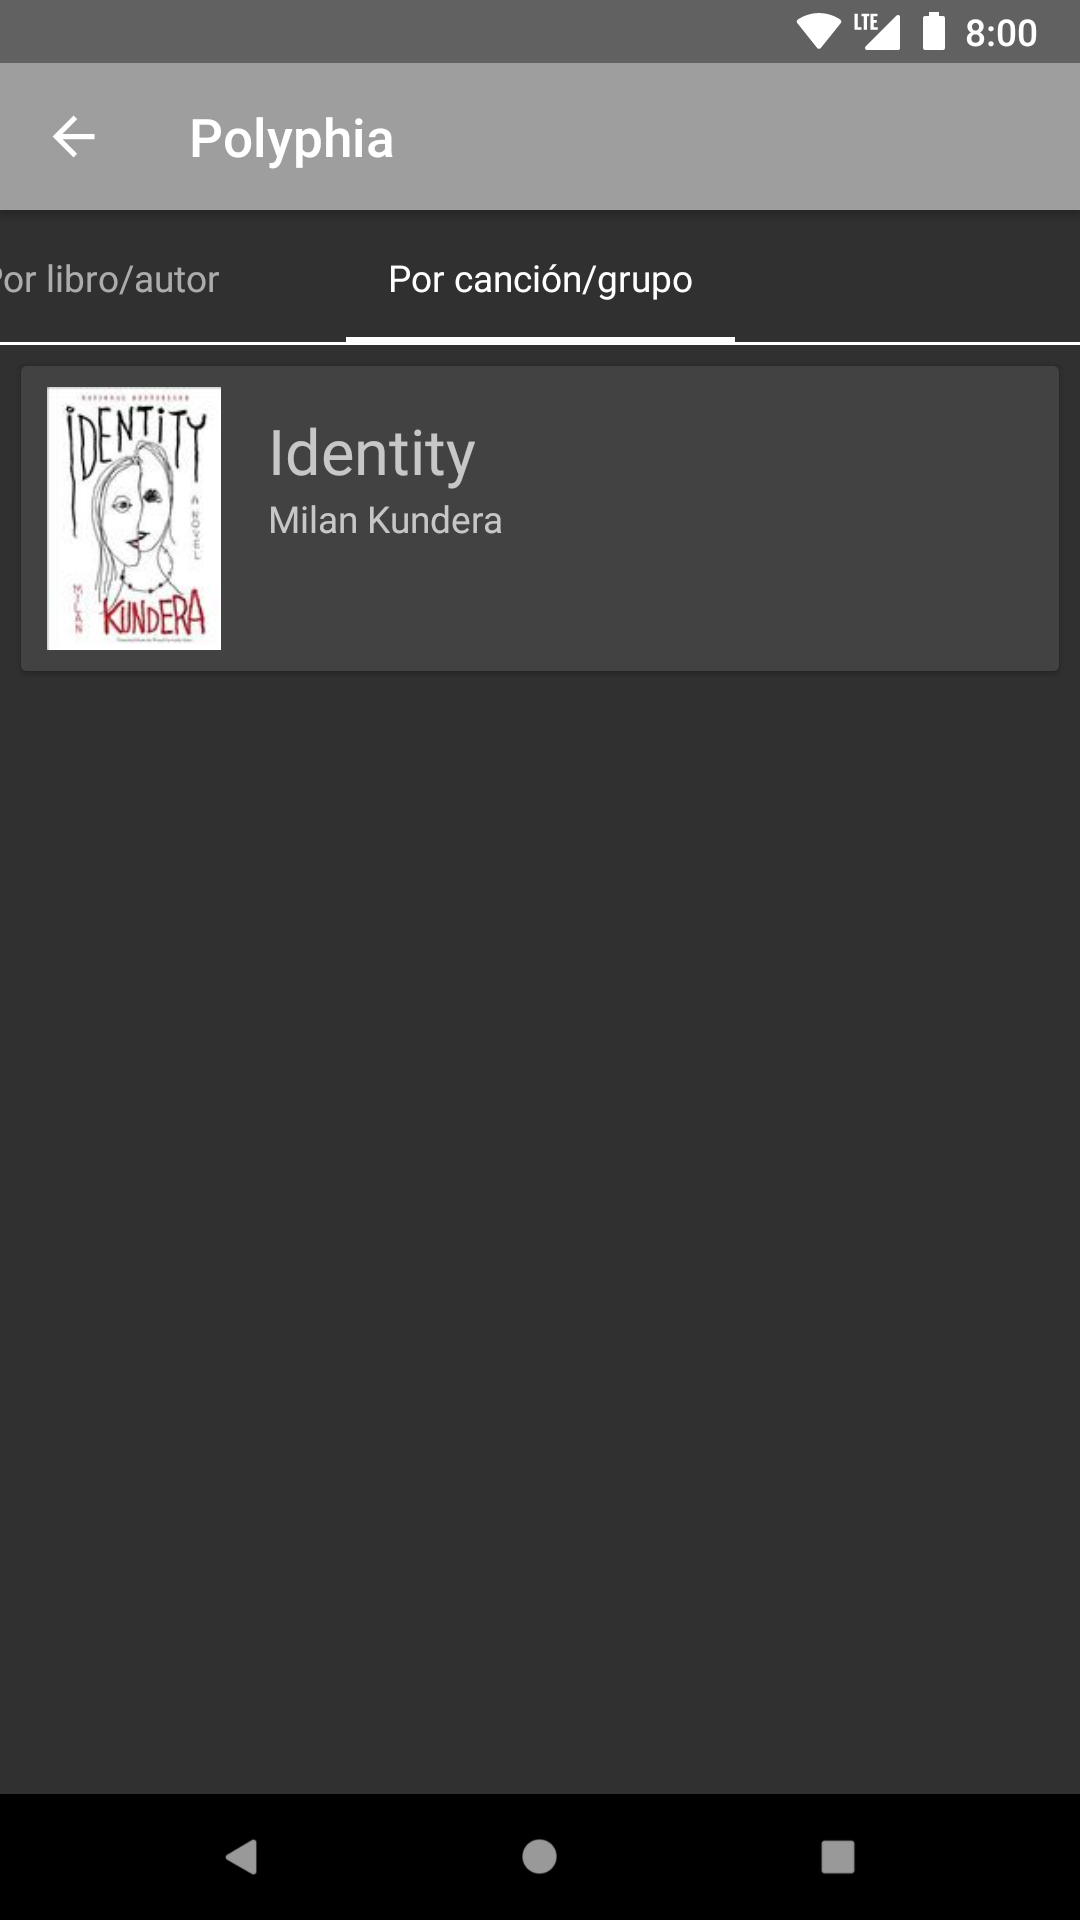 LTE 8:00
Polyphia
Por libro/autor
Por canción/grupo
NATIONAL BESTSELLER
IDENTITY
A NOVEL
MILAN
KUNDERA
Identity
Milan Kundera